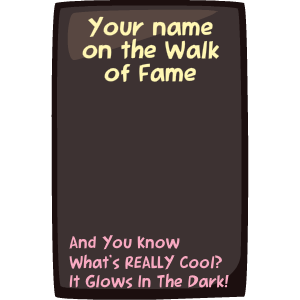 Your name
on the Walk
of Fame
And You Know
What's REALLY Cool?
It Glows In The Dark!